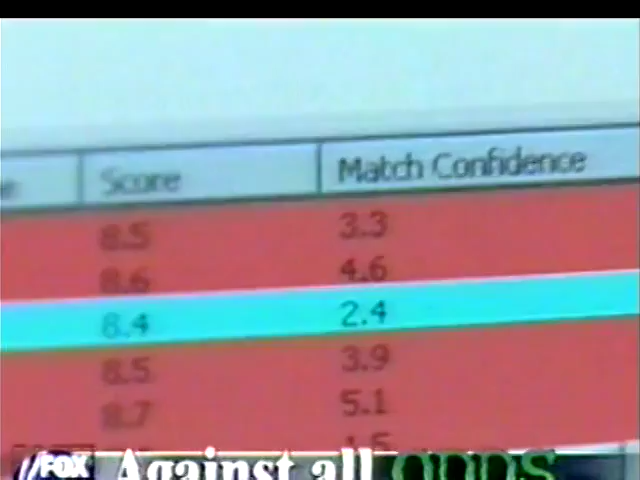 Score Match Confidence
8.5 3.3
8.6 4.6
8.4 2.4
8.5 3.9
8.7 5.1
//FOX Against all odds